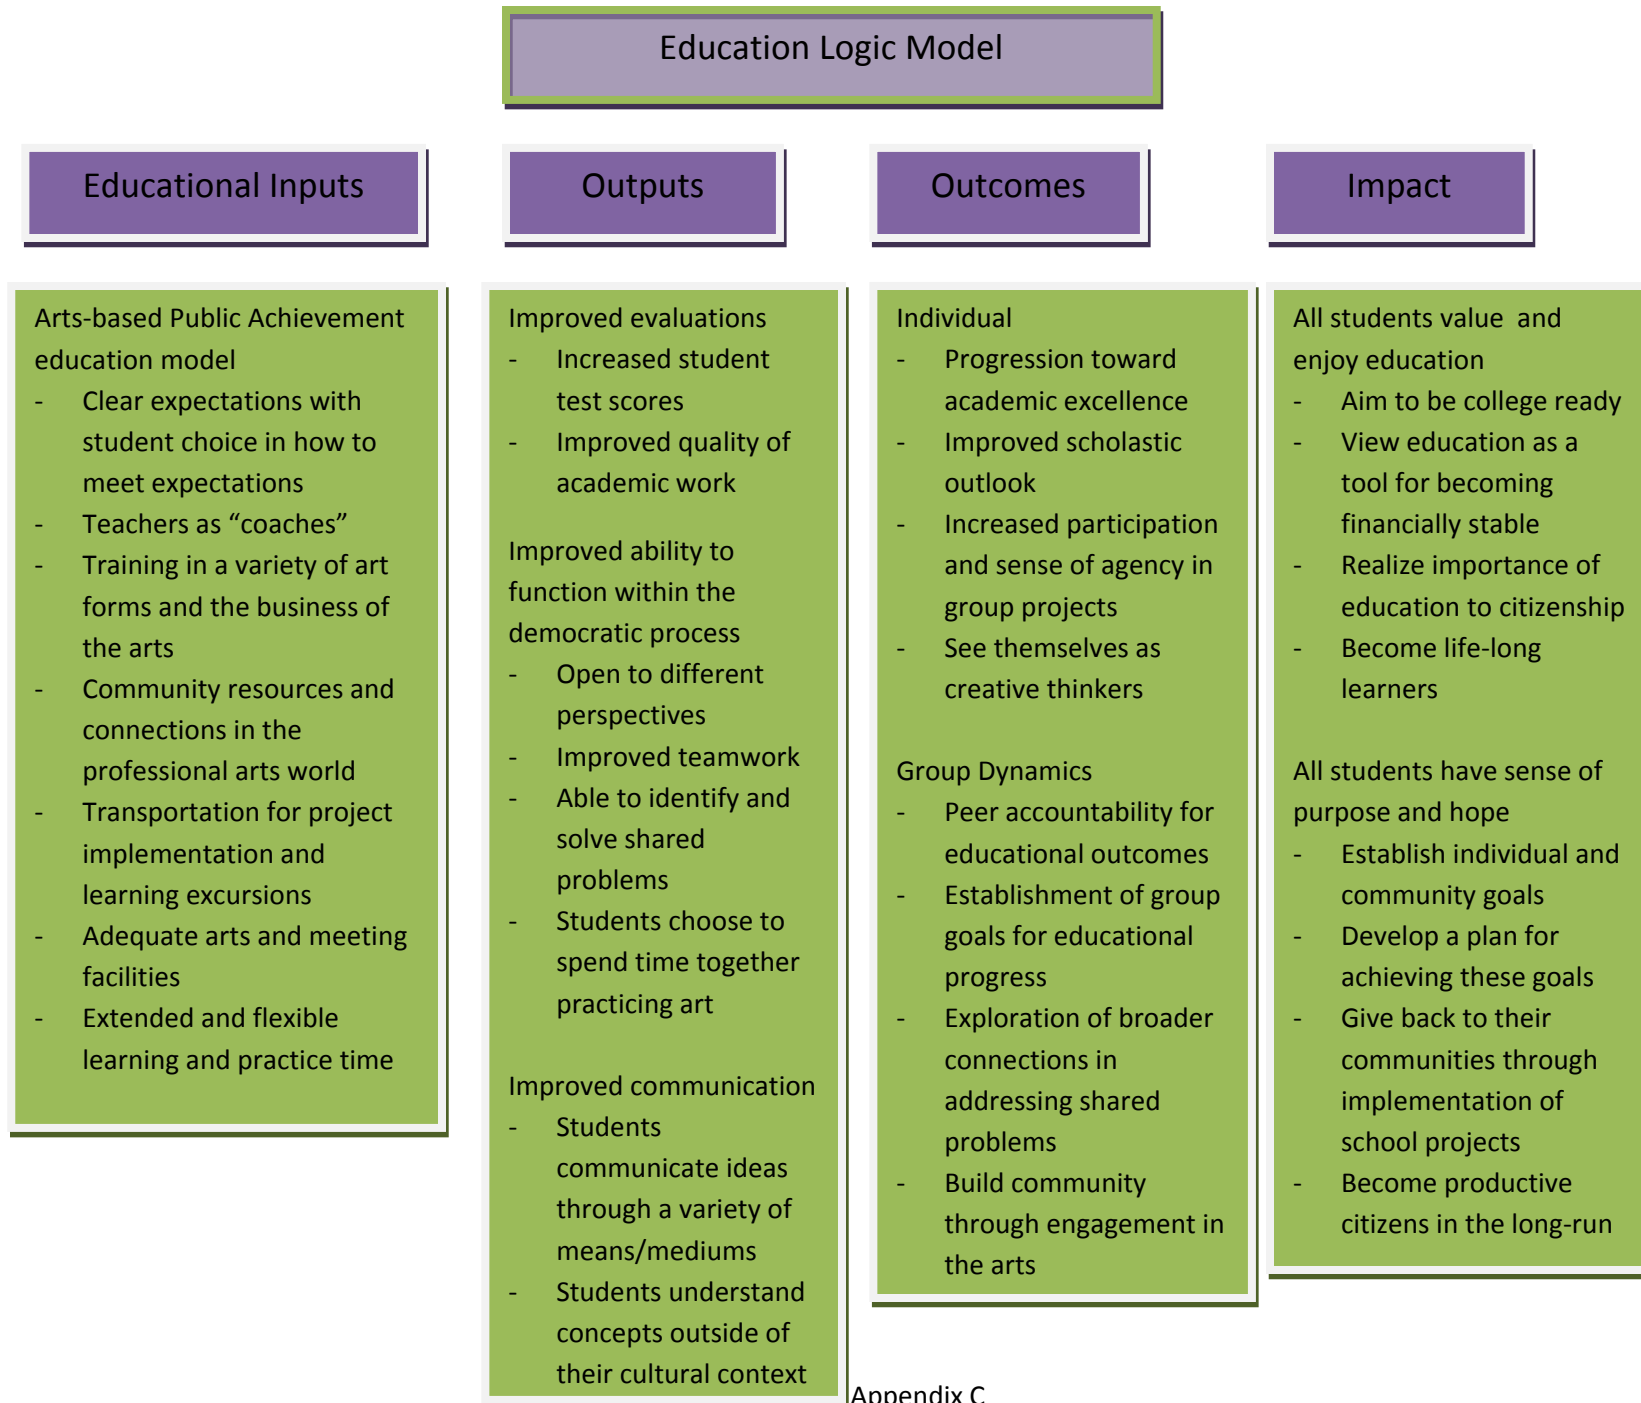 Education Logic Model
Educational Inputs
Outputs
Outcomes
Impact
Arts-based Public Achievement
education model
- Clear expectations with
student choice in how to
meet expectations
- Teachers as “coaches”
- Training in a variety of art
forms and the business of
the arts
- Community resources and
connections in the
professional arts world
- Transportation for project
implementation and
learning excursions
- Adequate arts and meeting
facilities
- Extended and flexible
learning and practice time
Improved evaluations
- Increased student
test scores
- Improved quality of
academic work
Improved ability to
function within the
democratic process
- Open to different
perspectives
- Improved teamwork
- Able to identify and
solve shared
problems
- Students choose to
spend time together
practicing art
Improved communication
- Students
communicate ideas
through a variety of
means/mediums
- Students understand
concepts outside of
their cultural context
Individual
- Progression toward
academic excellence
- Improved scholastic
outlook
- Increased participation
and sense of agency in
group projects
- See themselves as
creative thinkers
Group Dynamics
- Peer accountability for
educational outcomes
- Establishment of group
goals for educational
progress
- Exploration of broader
connections in
addressing shared
problems
- Build community
through engagement in
the arts
All students value and
enjoy education
- Aim to be college ready
- View education as a
tool for becoming
financially stable
- Realize importance of
education to citizenship
- Become life-long
learners
All students have sense of
purpose and hope
- Establish individual and
community goals
- Develop a plan for
achieving these goals
- Give back to their
communities through
implementation of
school projects
- Become productive
citizens in the long-run
Appendix C